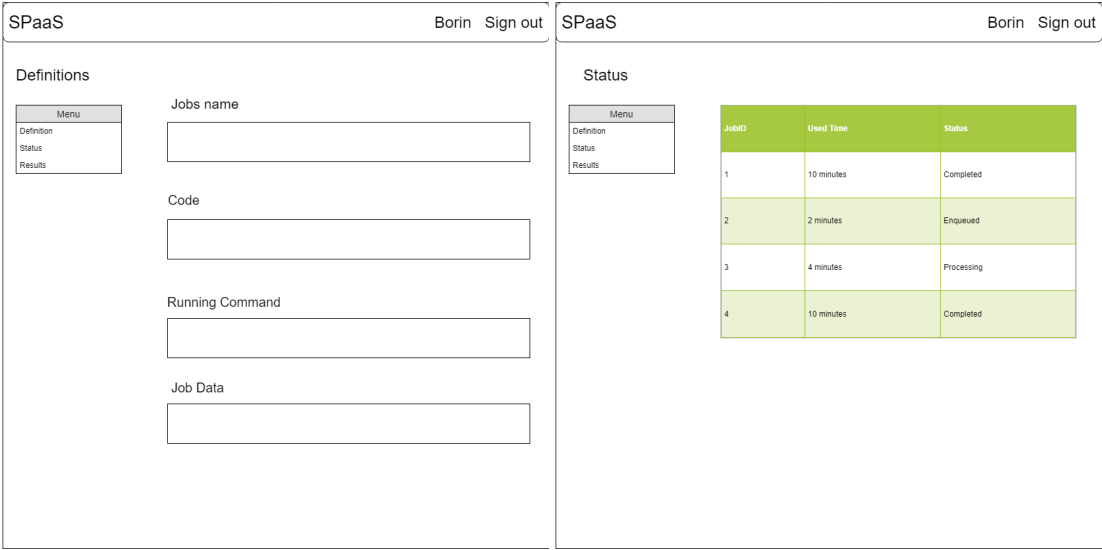 SPaaS
Borin Sign out
Definitions
Menu
Definition
Status
Results
Jobs name
Code
Running Command
Job Data
SPaaS
Borin Sign out
Status
Menu
Definition
Status
Results
JobID Used Time Status
1 10 minutes Completed
2 2 minutes Enqueued
3 4 minutes Processing
4 10 minutes Completed